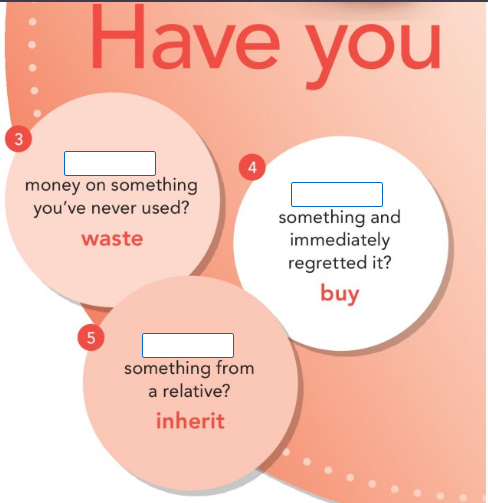 Have you
3
money on something
you've never used?
waste
4
something and
immediately
regretted it?
buy
5
something from
a relative?
inherit